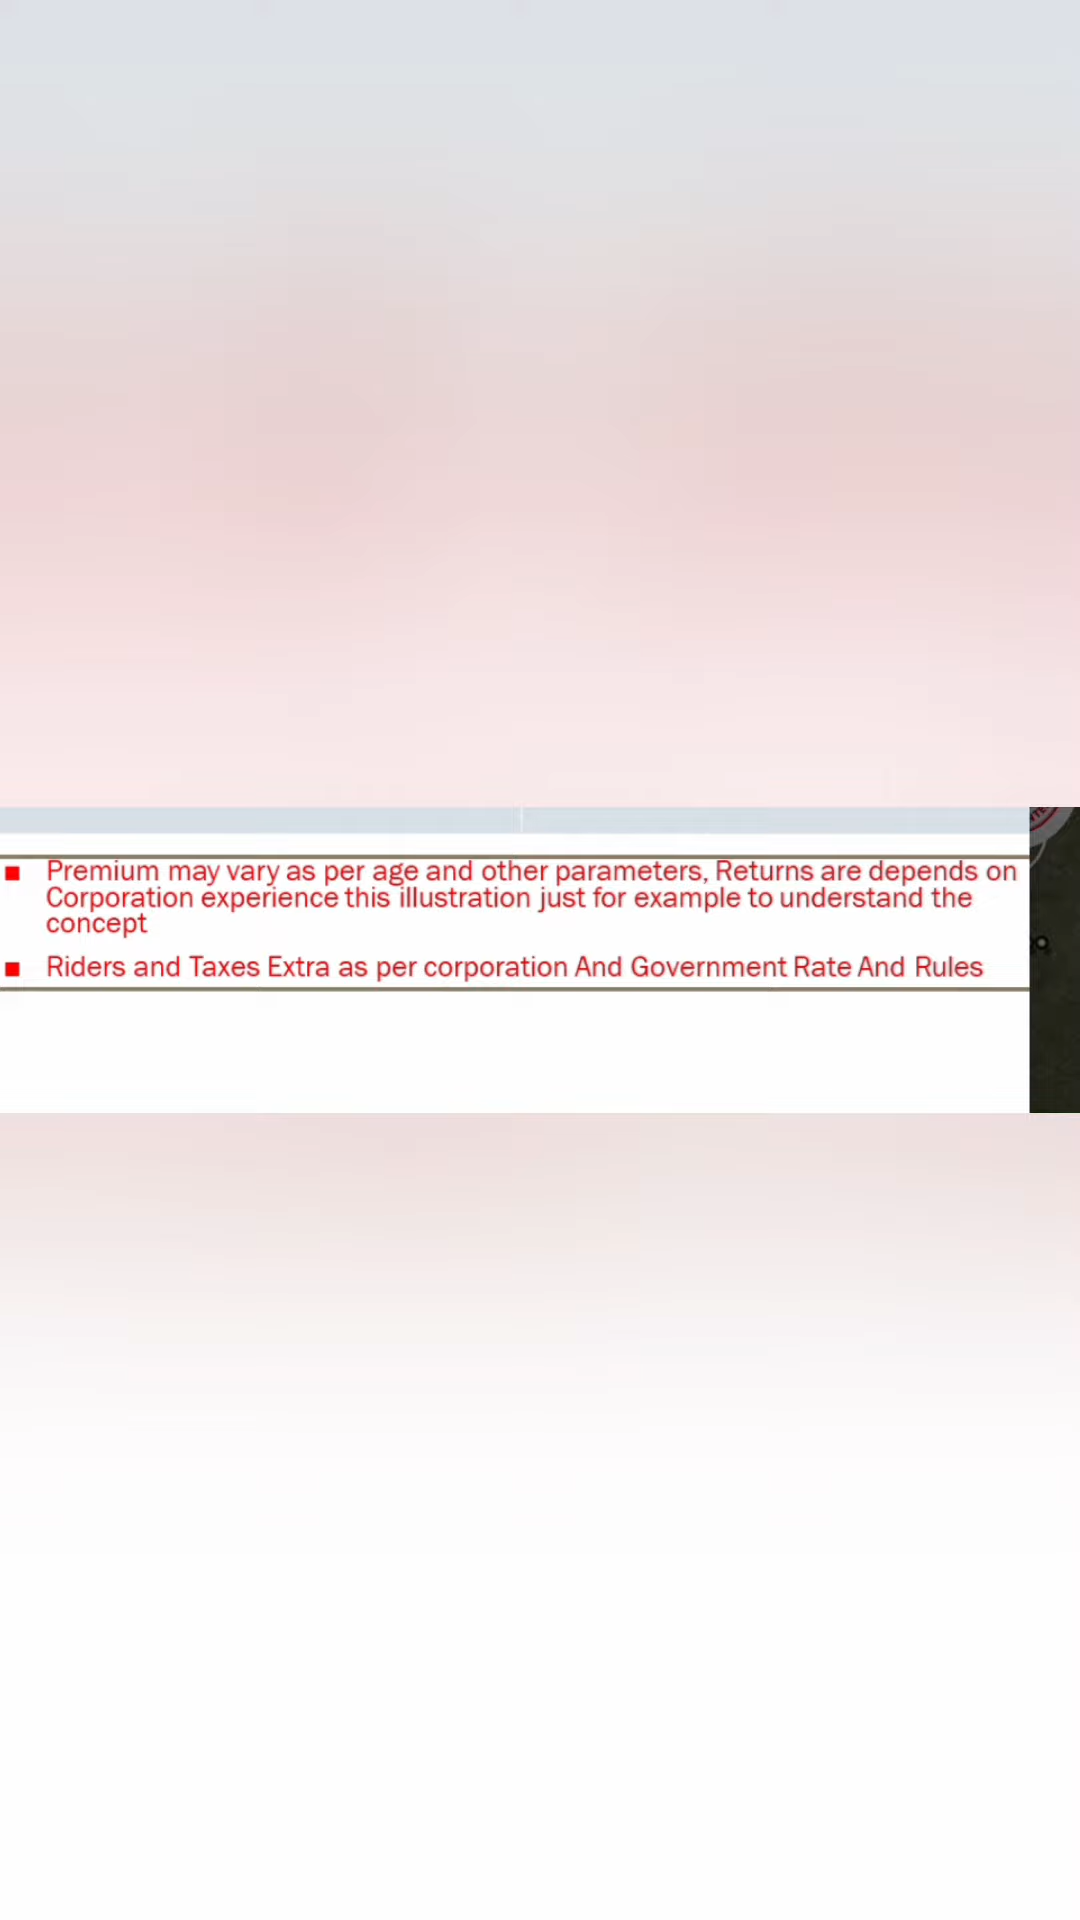 Premium may vary as per age and other parameters, Returns are depends on
Corporation experience this illustration just for example to understand the
concept
Riders and Taxes Extra as per corporation And Government Rate And Rules